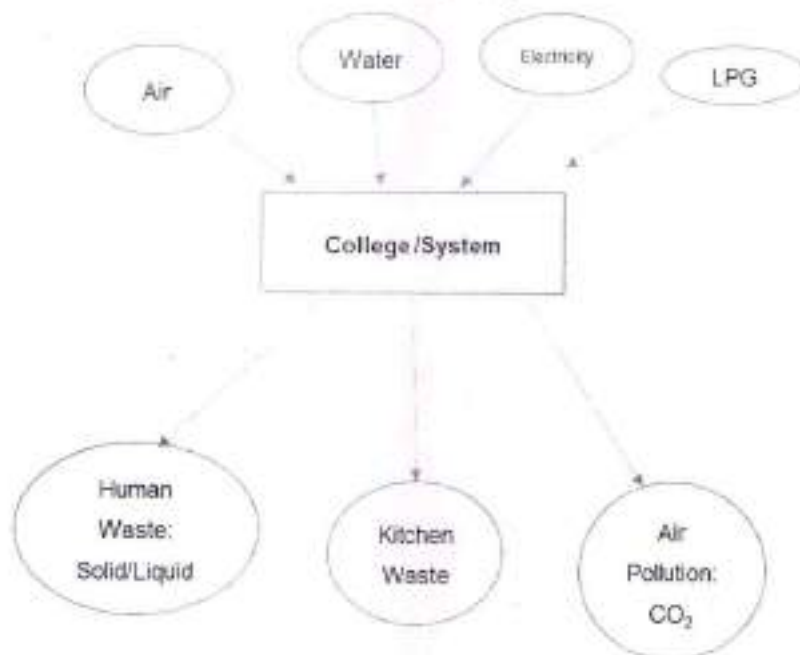 Air
Water
Electricity
LPG
College/System
Human
Waste:
Solid/Liquid
Kitchen
Waste
Air
Pollution:
CO₂